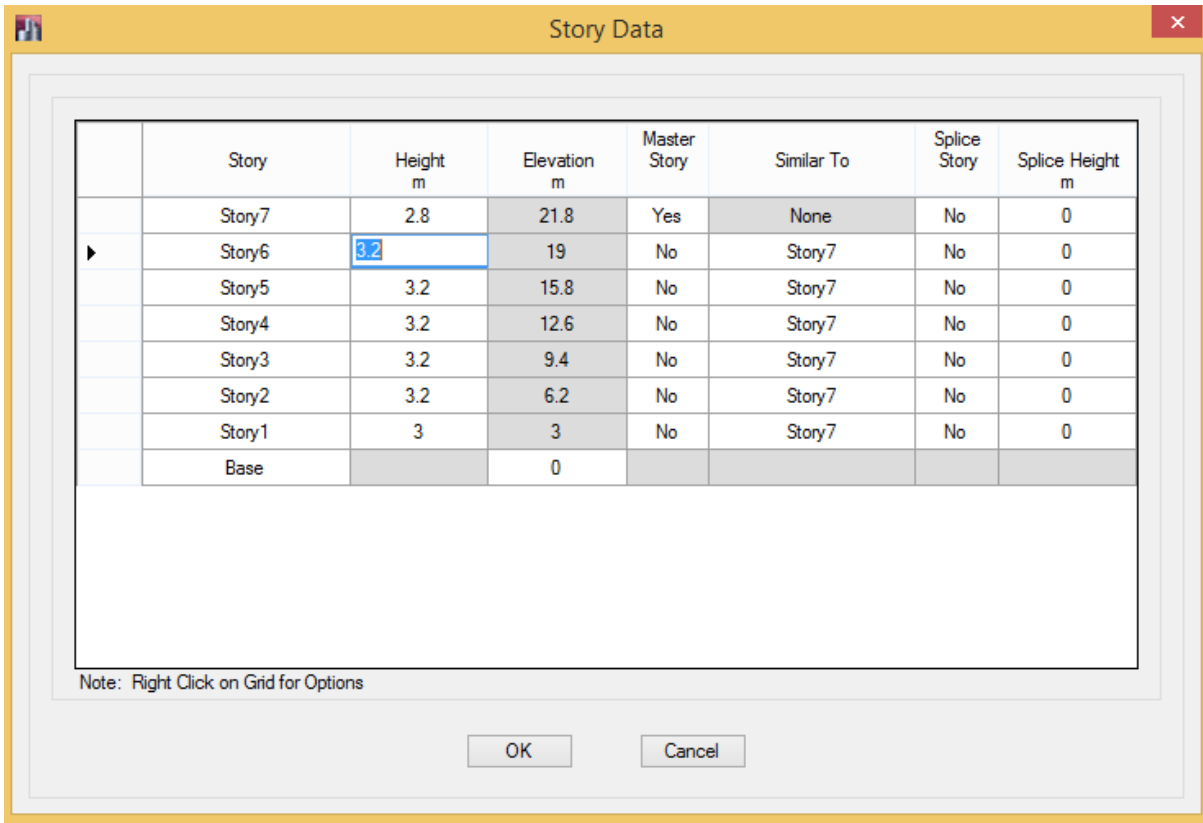 Story Data
Story Height m Elevation m Master Story Similar To Splice Story Splice Height m
Story7 2.8 21.8 Yes None No 0
Story6 3.2 19 No Story7 No 0
Story5 3.2 15.8 No Story7 No 0
Story4 3.2 12.6 No Story7 No 0
Story3 3.2 9.4 No Story7 No 0
Story2 3.2 6.2 No Story7 No 0
Story1 3 3 No Story7 No 0
Base 0
Note: Right Click on Grid for Options
OK Cancel